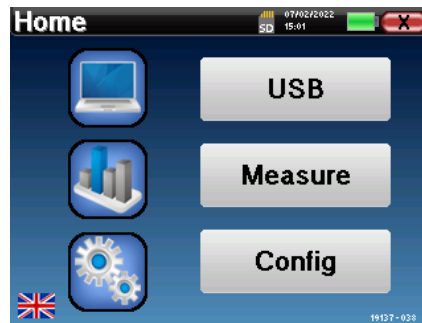 Home
SD
07/02/2022
15:01
X
USB
Measure
Config
19137-038